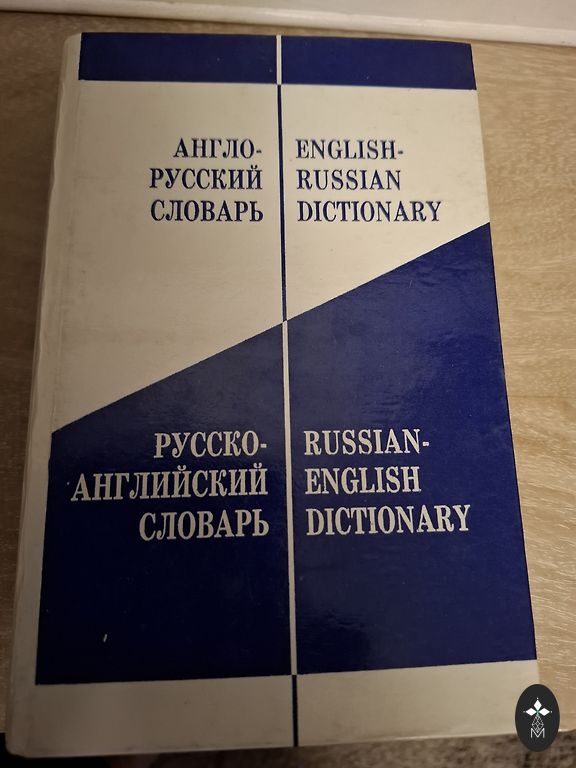 АНГЛО-
РУССКИЙ
СЛОВАРЬ
ENGLISH-
RUSSIAN
DICTIONARY
РУССКО-
АНГЛИЙСКИЙ
СЛОВАРЬ
RUSSIAN-
ENGLISH
DICTIONARY
M